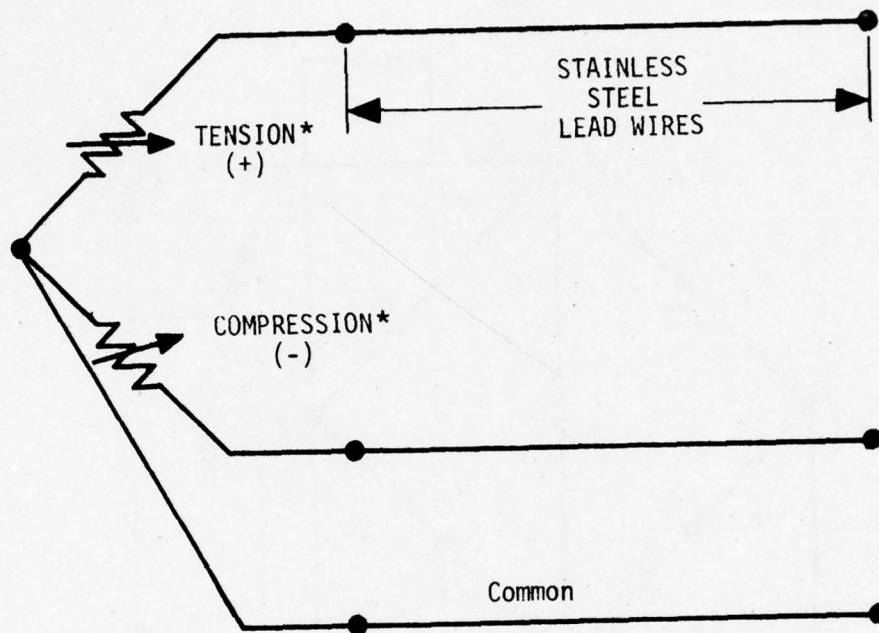 STAINLESS
STEEL
LEAD WIRES
TENSION*
(+)
COMPRESSION*
(-)
Common